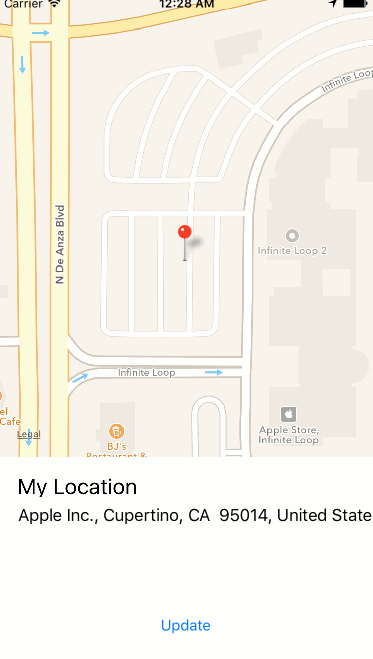 Carrier 12:28 AM
Infinite Loop
N De Anza Blvd
Infinite Loop 2
Infinite Loop
Apple Store,
Infinite Loop
Cafe
Legal
BJ's
Restaurant &
My Location
Apple Inc., Cupertino, CA  95014, United State
Update